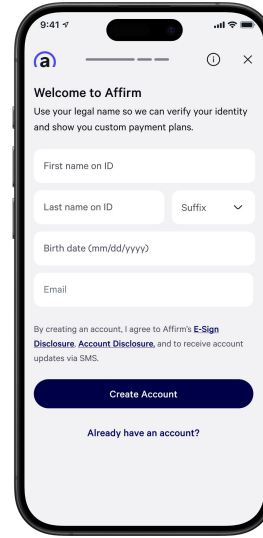 9:41
a
Welcome to Affirm
Use your legal name so we can verify your identity
and show you custom payment plans.
First name on ID
Last name on ID
Suffix
Birth date (mm/dd/yyyy)
Email
By creating an account, I agree to Affirm's E-Sign
Disclosure, Account Disclosure, and to receive account
updates via SMS.
Create Account
Already have an account?